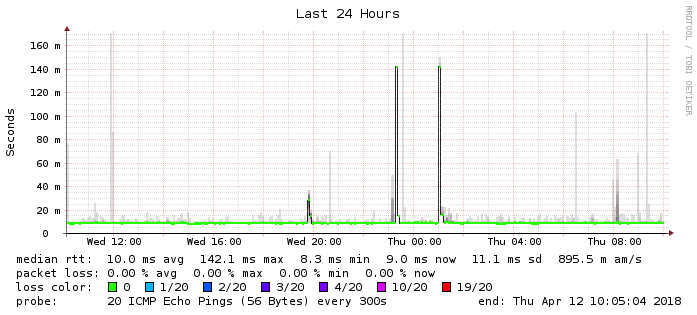 Last 24 Hours
RRDTOOL / TOBI OETIKER
Seconds
160 m
140 m
120 m
100 m
80 m
60 m
40 m
20 m
0
Wed 12:00 Wed 16:00 Wed 20:00 Thu 00:00 Thu 04:00 Thu 08:00
median rtt: 10.0 ms avg 142.1 ms max 8.3 ms min 9.0 ms now 11.1 ms sd 895.5 m am/s
packet loss: 0.00 % avg 0.00 % max 0.00 % min 0.00 % now
loss color: 0 1/20 2/20 3/20 4/20 10/20 19/20
probe: 20 ICMP Echo Pings (56 Bytes) every 300s end: Thu Apr 12 10:05:04 2018